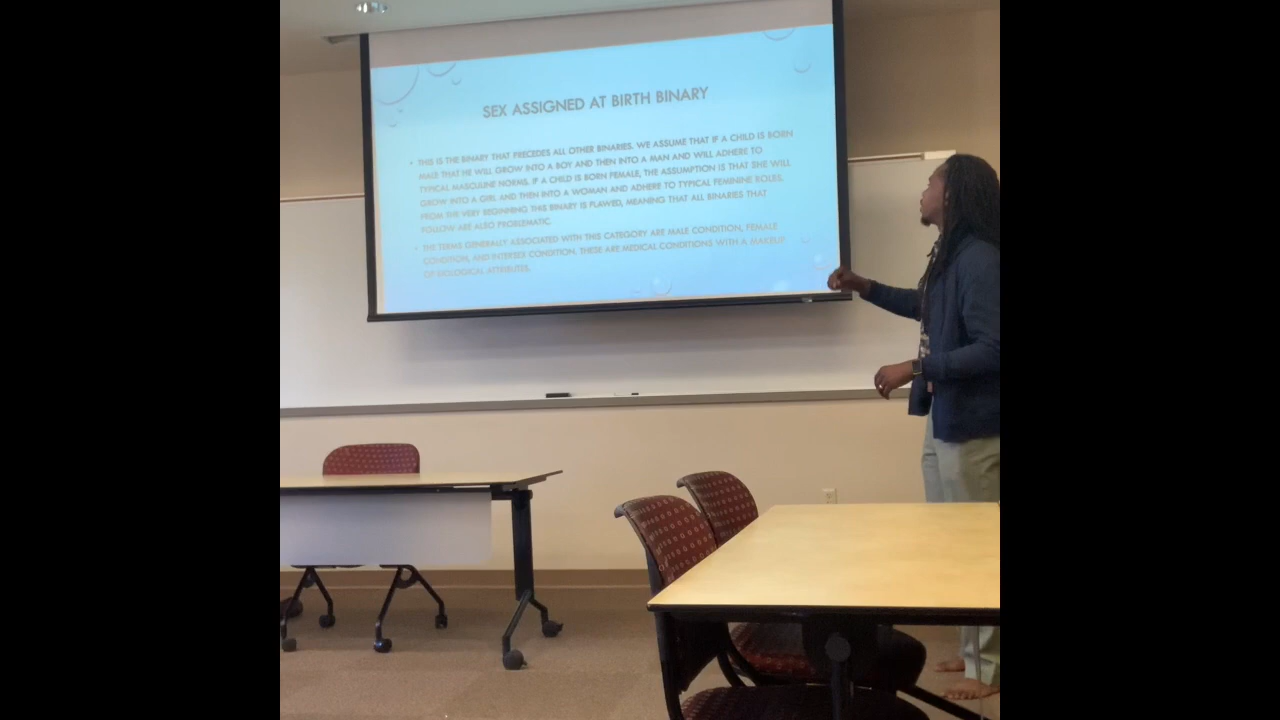 SEX ASSIGNED AT BIRTH BINARY
• THIS IS THE BINARY THAT PRECEDES ALL OTHER BINARIES. WE ASSUME THAT IF A CHILD IS BORN
MALE THAT HE WILL GROW INTO A BOY AND THEN INTO A MAN AND WILL ADHERE TO
TYPICAL MASCULINE NORMS. IF A CHILD IS BORN FEMALE, THE ASSUMPTION IS THAT SHE WILL
GROW INTO A GIRL AND THEN INTO A WOMAN AND ADHERE TO TYPICAL FEMININE ROLES.
FROM THE VERY BEGINNING THIS BINARY IS FLAWED, MEANING THAT ALL BINARIES THAT
FOLLOW ARE ALSO PROBLEMATIC.
• THE TERMS GENERALLY ASSOCIATED WITH THIS CATEGORY ARE MALE CONDITION, FEMALE
CONDITION, AND INTERSEX CONDITION. THESE ARE MEDICAL CONDITIONS WITH A MAKEUP
OF BIOLOGICAL ATTRIBUTES.